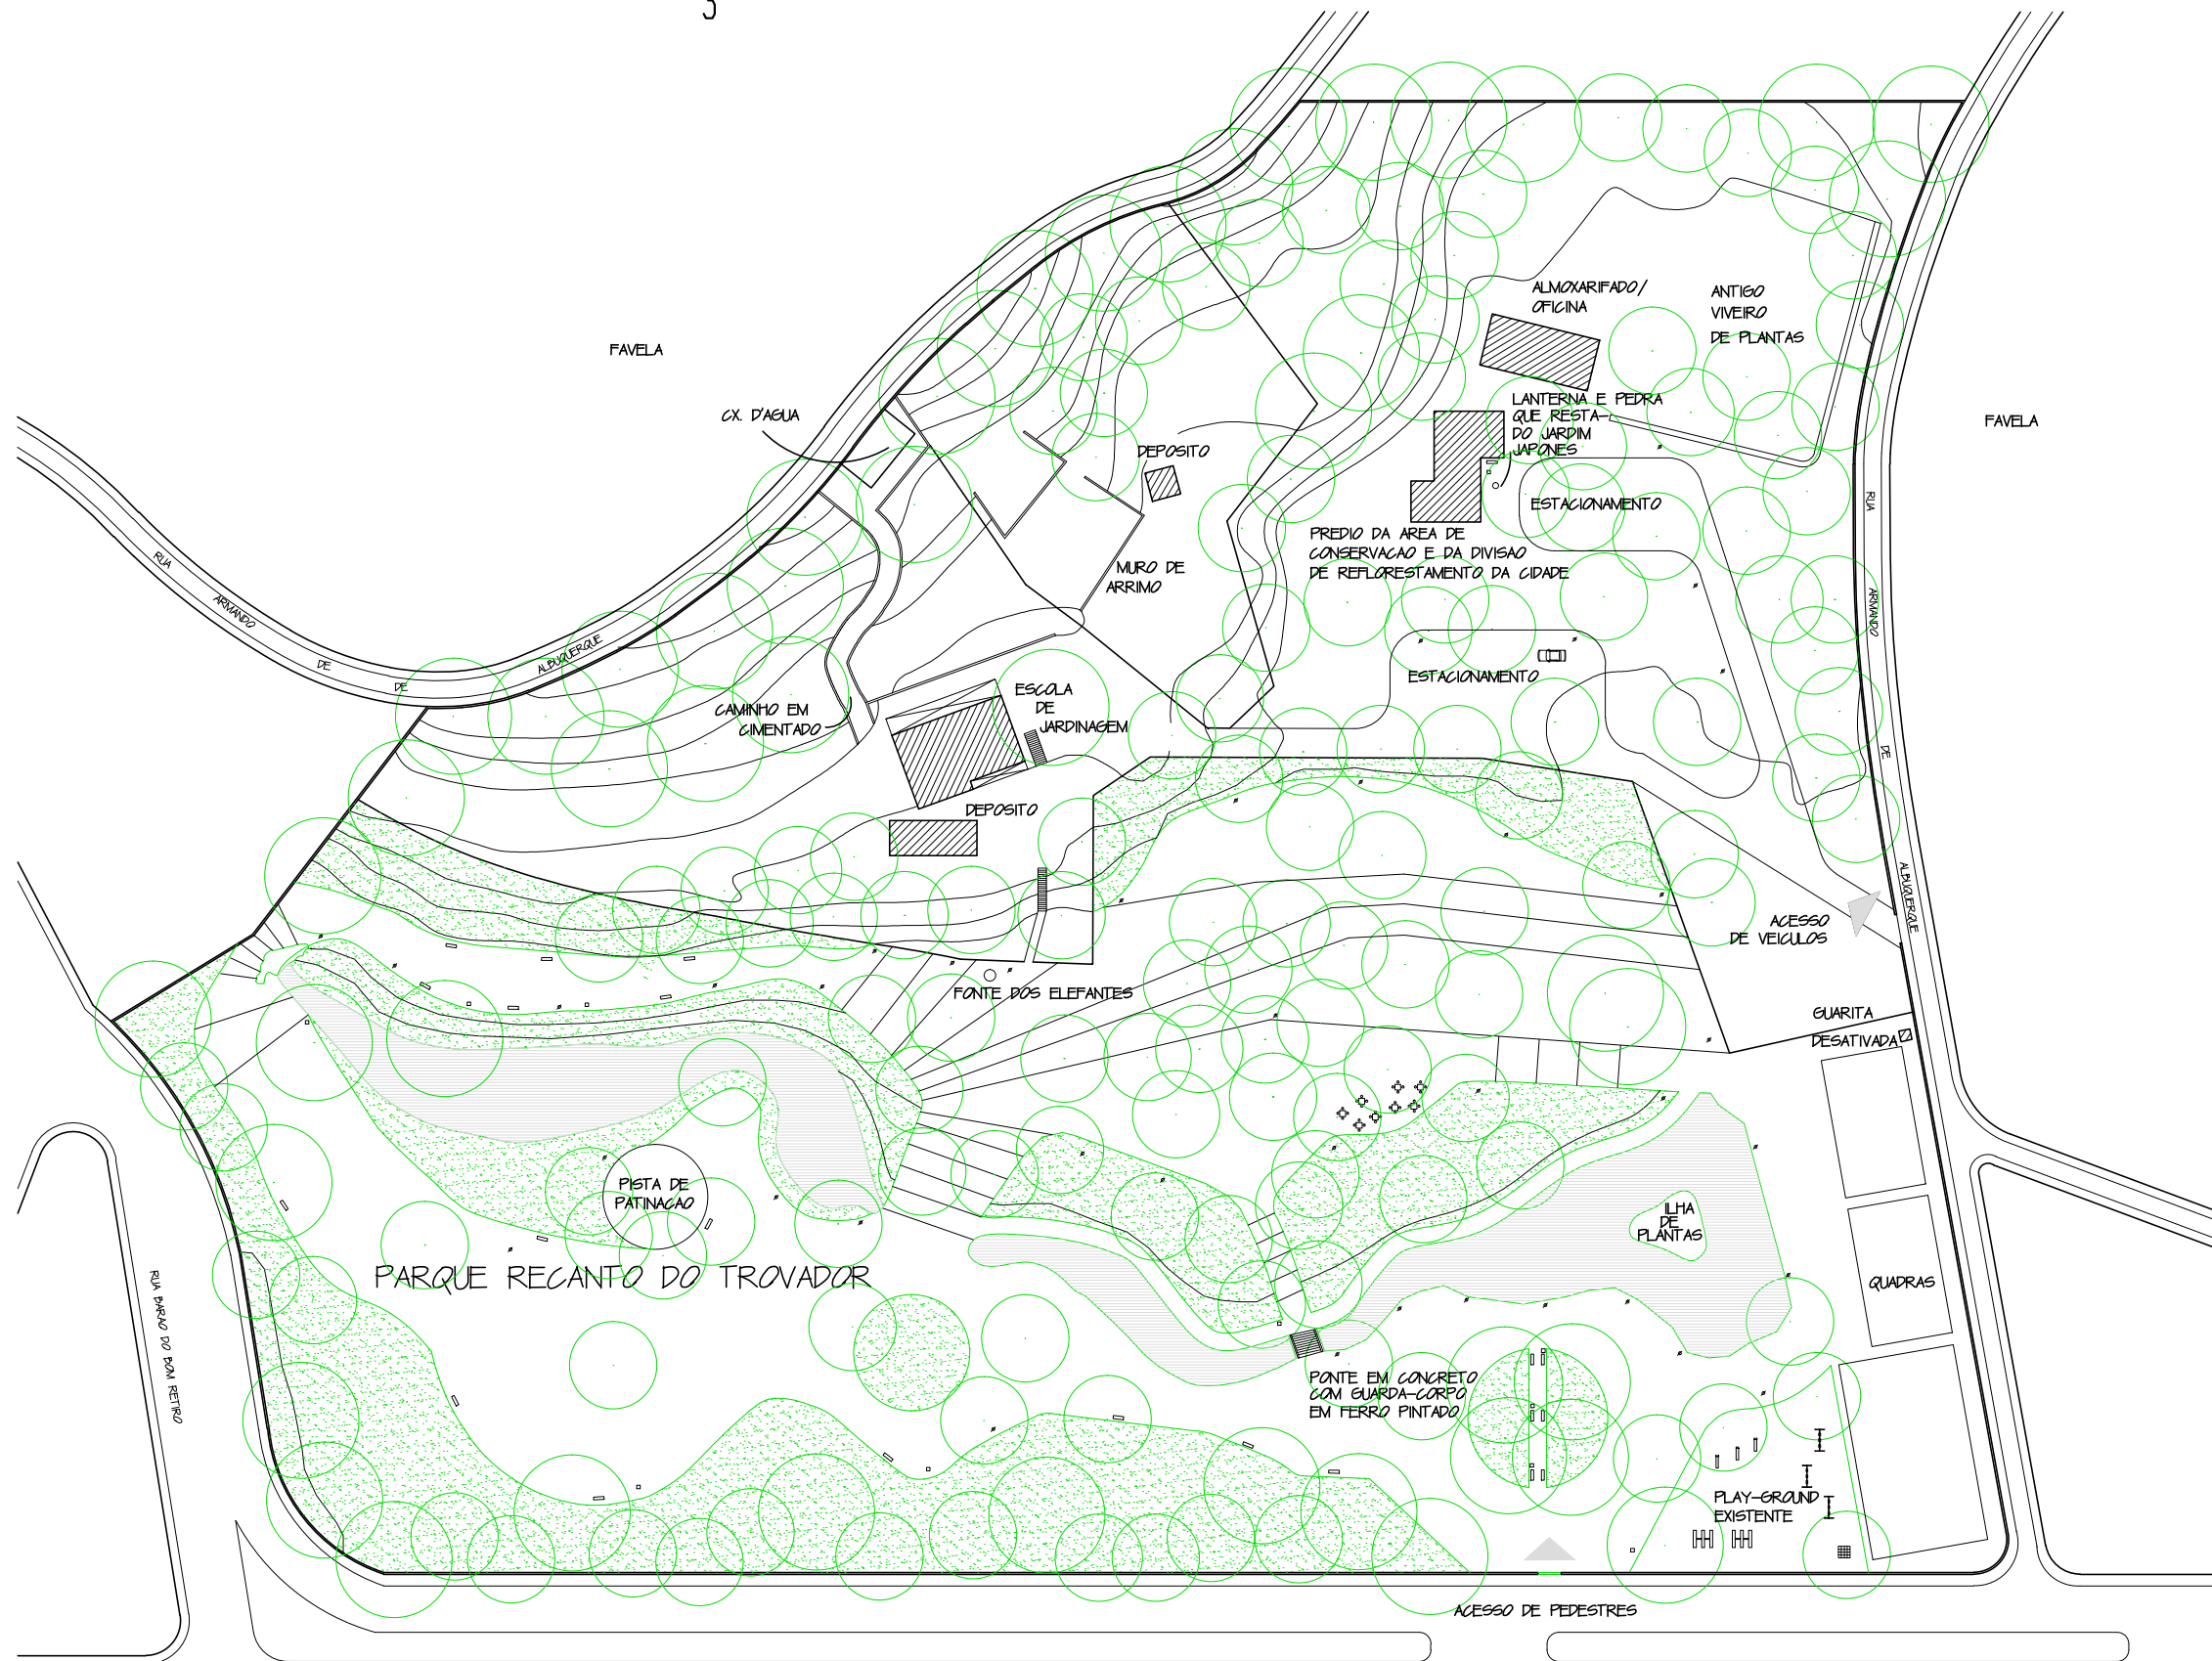 3
ALMOXARIFADO/
OFICINA
ANTIGO
VIVEIRO
DE PLANTAS
FAVELA
CX. D'AGUA
LANTERNA E PEDRA
QUE RESTA-
DO JARDIM
JAPONES
FAVELA
DEPOSITO
ESTACIONAMENTO
RUA
ARMANDO
DE
ALBUQUERQUE
PREDIO DA AREA DE
CONSERVACAO E DA DIVISAO
DE REFLORESTAMENTO DA CIDADE
MURO DE
ARRIMO
RUA
ARMANDO
DE
DE
ALBUQUERQUE
ESTACIONAMENTO
ESCOLA
DE
JARDINAGEM
CAMINHO EM
CIMENTADO
DEPOSITO
ACESSO
DE VEICULOS
FONTE DOS ELEFANTES
GUARITA
DESATIVADA
PISTA DE
PATINACAO
ILHA
DE
PLANTAS
PARQUE RECANTO DO TROVADOR
QUADRAS
RUA BARAO DO BOM RETIRO
PONTE EM CONCRETO
COM GUARDA-CORPO
EM FERRO PINTADO
PLAY-GROUND
EXISTENTE
ACESSO DE PEDESTRES